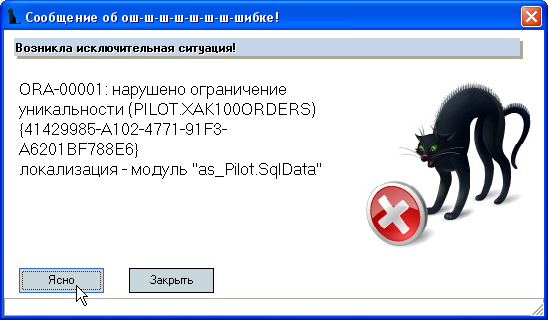 Сообщение об ош-ш-ш-ш-ш-ш-ш-шибке!
Возникла исключительная ситуация!
ORA-00001: нарушено ограничение
уникальности (PILOT.XAK100ORDERS)
{41429985-A102-4771-91F3-
A6201BF788E6}
локализация - модуль "as_Pilot.SqlData"
Ясно
Закрыть